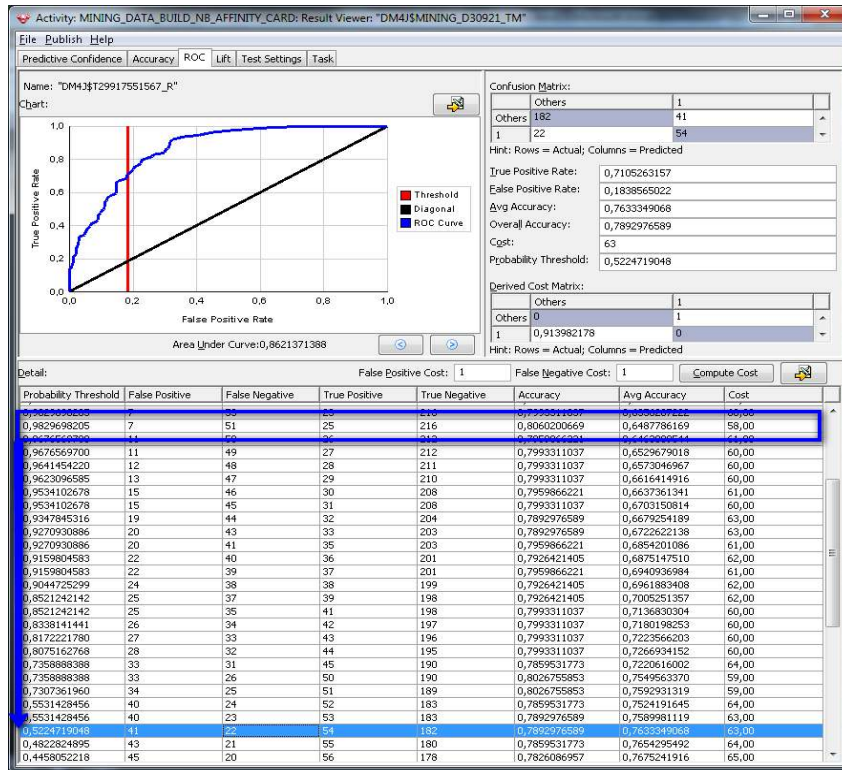 Activity: MINING_DATA_BUILD_NB_AFFINITY_CARD: Result Viewer: "DM4J$MINING_D30921_TM"
File Publish Help
Predictive Confidence Accuracy ROC Lift Test Settings Task
Name: "DM4J$T29917551567_R"
Chart:
1,0
0,8
0,6
0,4
0,2
0,0
True Positive Rate
0,0 0,2 0,4 0,6 0,8 1,0
False Positive Rate
Threshold
Diagonal
ROC Curve
Area Under Curve:0,8621371388
Confusion Matrix:
Others 1
Others 182 41
1 22 54
Hint: Rows = Actual; Columns = Predicted
True Positive Rate: 0,7105263157
False Positive Rate: 0,1838565022
Avg Accuracy: 0,7633349068
Overall Accuracy: 0,7892976589
Cost: 63
Probability Threshold: 0,5224719048
Derived Cost Matrix:
Others 1
Others 0 1
1 0,913982178 0
Hint: Rows = Actual; Columns = Predicted
Detail: False Positive Cost: 1 False Negative Cost: 1 Compute Cost
Probability Threshold False Positive False Negative True Positive True Negative Accuracy Avg Accuracy Cost
0,9829698205 7 51 25 216 0,8060200669 0,6487786169 58,00
0,9676569700 11 49 27 212 0,7993311037 0,6529679018 60,00
0,9641454220 12 48 28 211 0,7993311037 0,6573046967 60,00
0,9623096585 13 47 29 210 0,7993311037 0,6616414916 60,00
0,9534102678 15 46 30 208 0,7959866221 0,6637361341 61,00
0,9534102678 15 45 31 208 0,7993311037 0,6703150814 60,00
0,9347845316 19 44 32 204 0,7892976589 0,6679254189 63,00
0,9270930886 20 43 33 203 0,7892976589 0,6722622138 63,00
0,9270930886 20 41 35 203 0,7959866221 0,6854201086 61,00
0,9159804583 22 40 36 201 0,7926421405 0,6875147510 62,00
0,9159804583 22 39 37 201 0,7959866221 0,6940936984 61,00
0,9044725299 24 38 38 199 0,7926421405 0,6961883408 62,00
0,8521242142 25 37 39 198 0,7926421405 0,7005251357 62,00
0,8521242142 25 35 41 198 0,7993311037 0,7136830304 60,00
0,8338141441 26 34 42 197 0,7993311037 0,7180198253 60,00
0,8172221780 27 33 43 196 0,7993311037 0,7223566203 60,00
0,8075162768 28 32 44 195 0,7993311037 0,7266934152 60,00
0,7358888388 33 31 45 190 0,7859531773 0,7220616002 64,00
0,7358888388 33 26 50 190 0,8026755853 0,7549563370 59,00
0,7307361960 34 25 51 189 0,8026755853 0,7592931319 59,00
0,5531428456 40 24 52 183 0,7859531773 0,7524191645 64,00
0,5531428456 40 23 53 183 0,7892976589 0,7589981119 63,00
0,5224719048 41 22 54 182 0,7892976589 0,7633349068 63,00
0,4822824895 43 21 55 180 0,7859531773 0,7654295492 64,00
0,4458052218 45 20 56 178 0,7826086957 0,7675241916 65,00